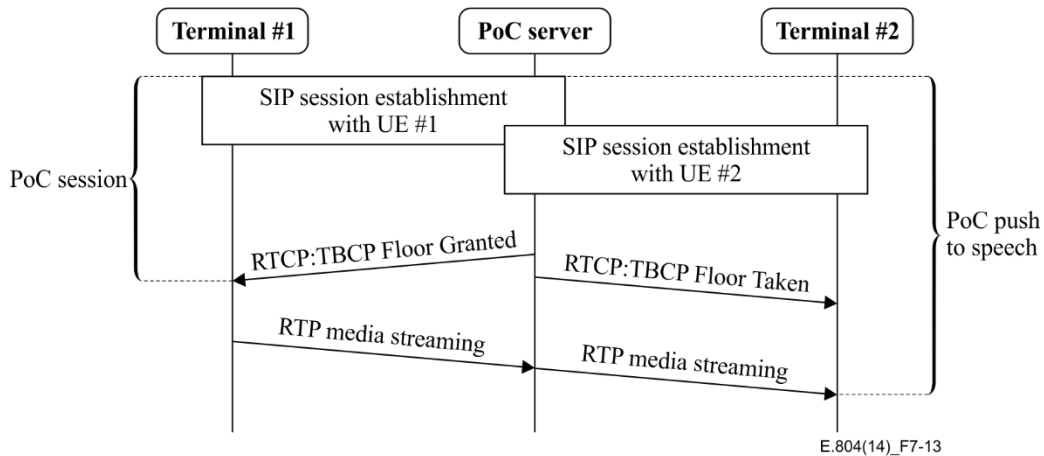 Terminal #1
PoC server
Terminal #2
SIP session establishment
with UE #1
SIP session establishment
with UE #2
PoC session
PoC push
to speech
RTCP:TBCP Floor Granted
RTCP:TBCP Floor Taken
RTP media streaming
RTP media streaming
E.804(14)_F7-13